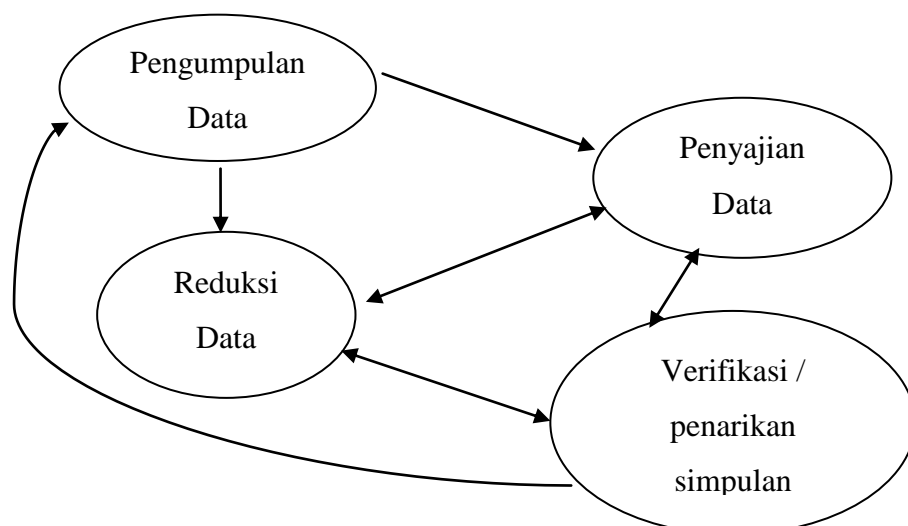 Pengumpulan
Data
Penyajian
Data
Reduksi
Data
Verifikasi /
penarikan
simpulan